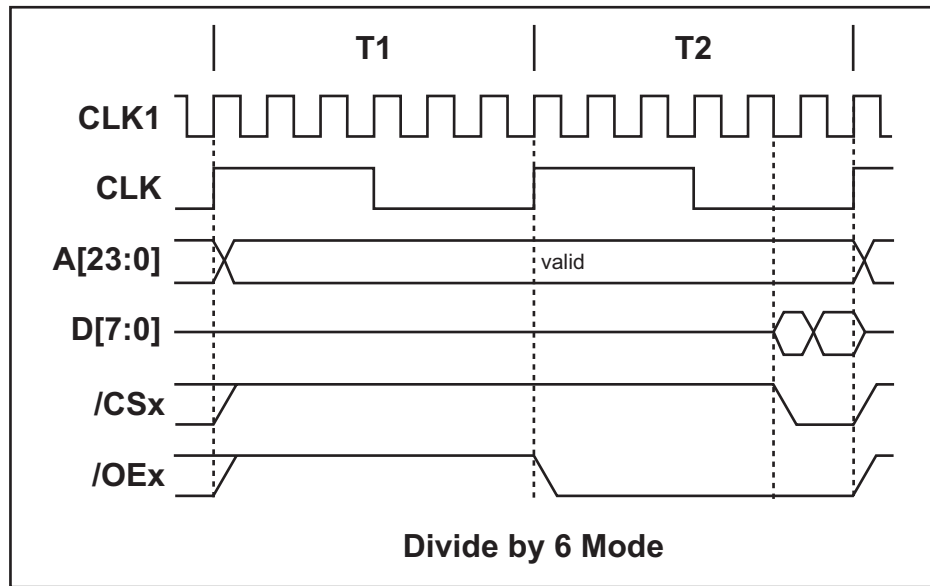 T1 T2
CLK1
CLK
A[23:0] valid
D[7:0]
/CSx
/OEx
Divide by 6 Mode